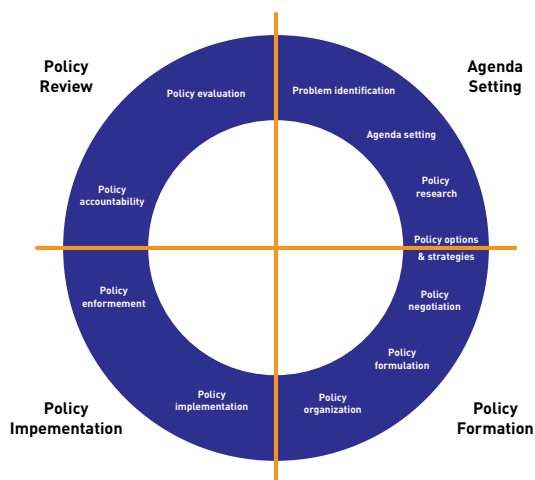 Policy
Review
Agenda
Setting
Policy evaluation
Problem identification
Agenda setting
Policy
research
Policy
accountability
Policy options
& strategies
Policy
enformement
Policy
negotiation
Policy
formulation
Policy
implementation
Policy
organization
Policy
Impementation
Policy
Formation